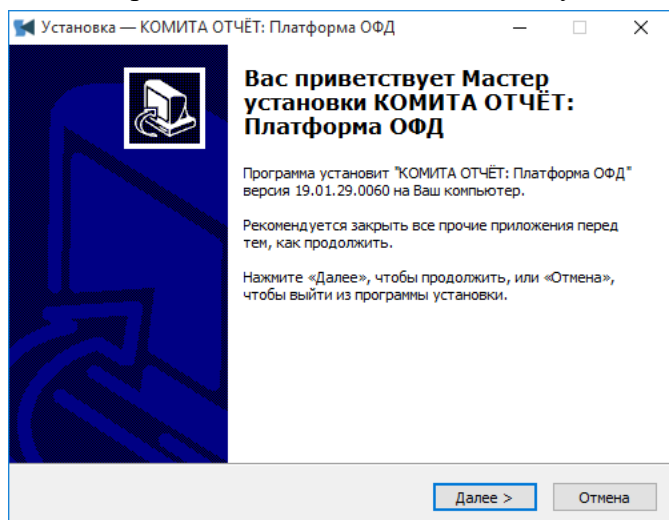 Установка — КОМИТА ОТЧЁТ: Платформа ОФД
Вас приветствует Мастер
установки КОМИТА ОТЧЁТ:
Платформа ОФД
Программа установит "КОМИТА ОТЧЁТ: Платформа ОФД"
версия 19.01.29.0060 на Ваш компьютер.
Рекомендуется закрыть все прочие приложения перед
тем, как продолжить.
Нажмите «Далее», чтобы продолжить, или «Отмена»,
чтобы выйти из программы установки.
Далее >
Отмена